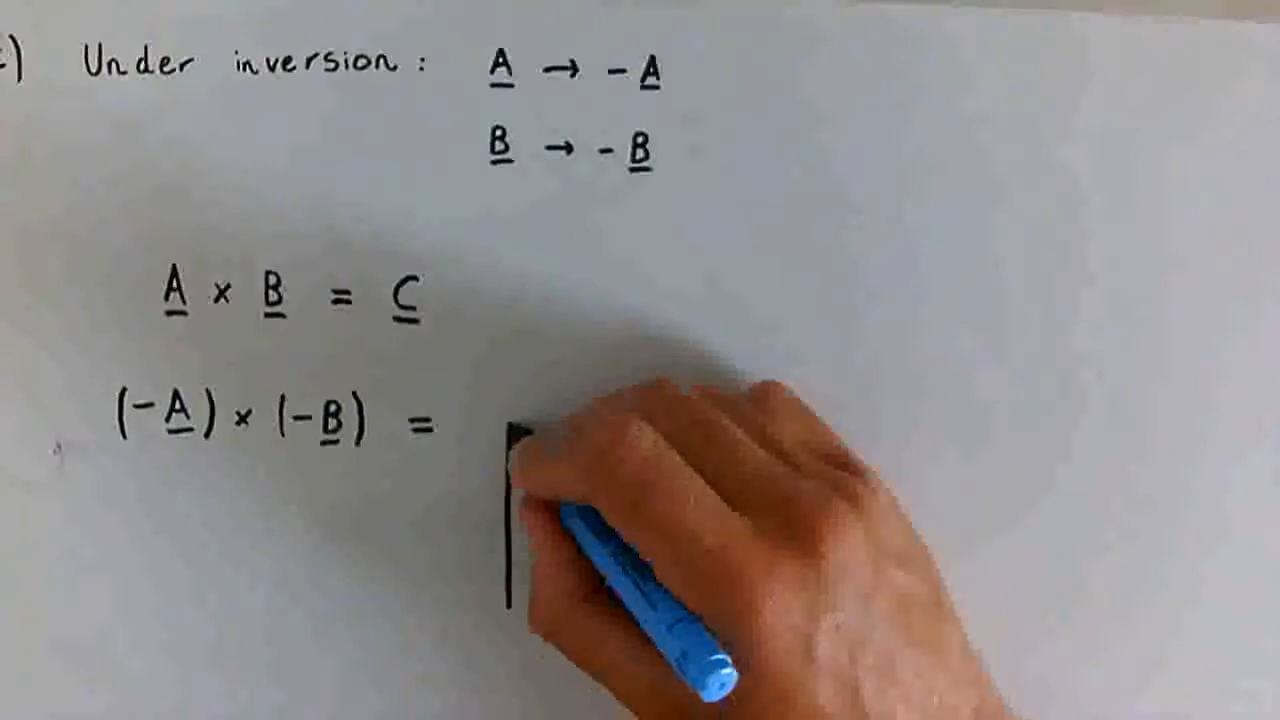 ) Under inversion : A → - A
B → - B
A × B = C
(- A) × (- B) =